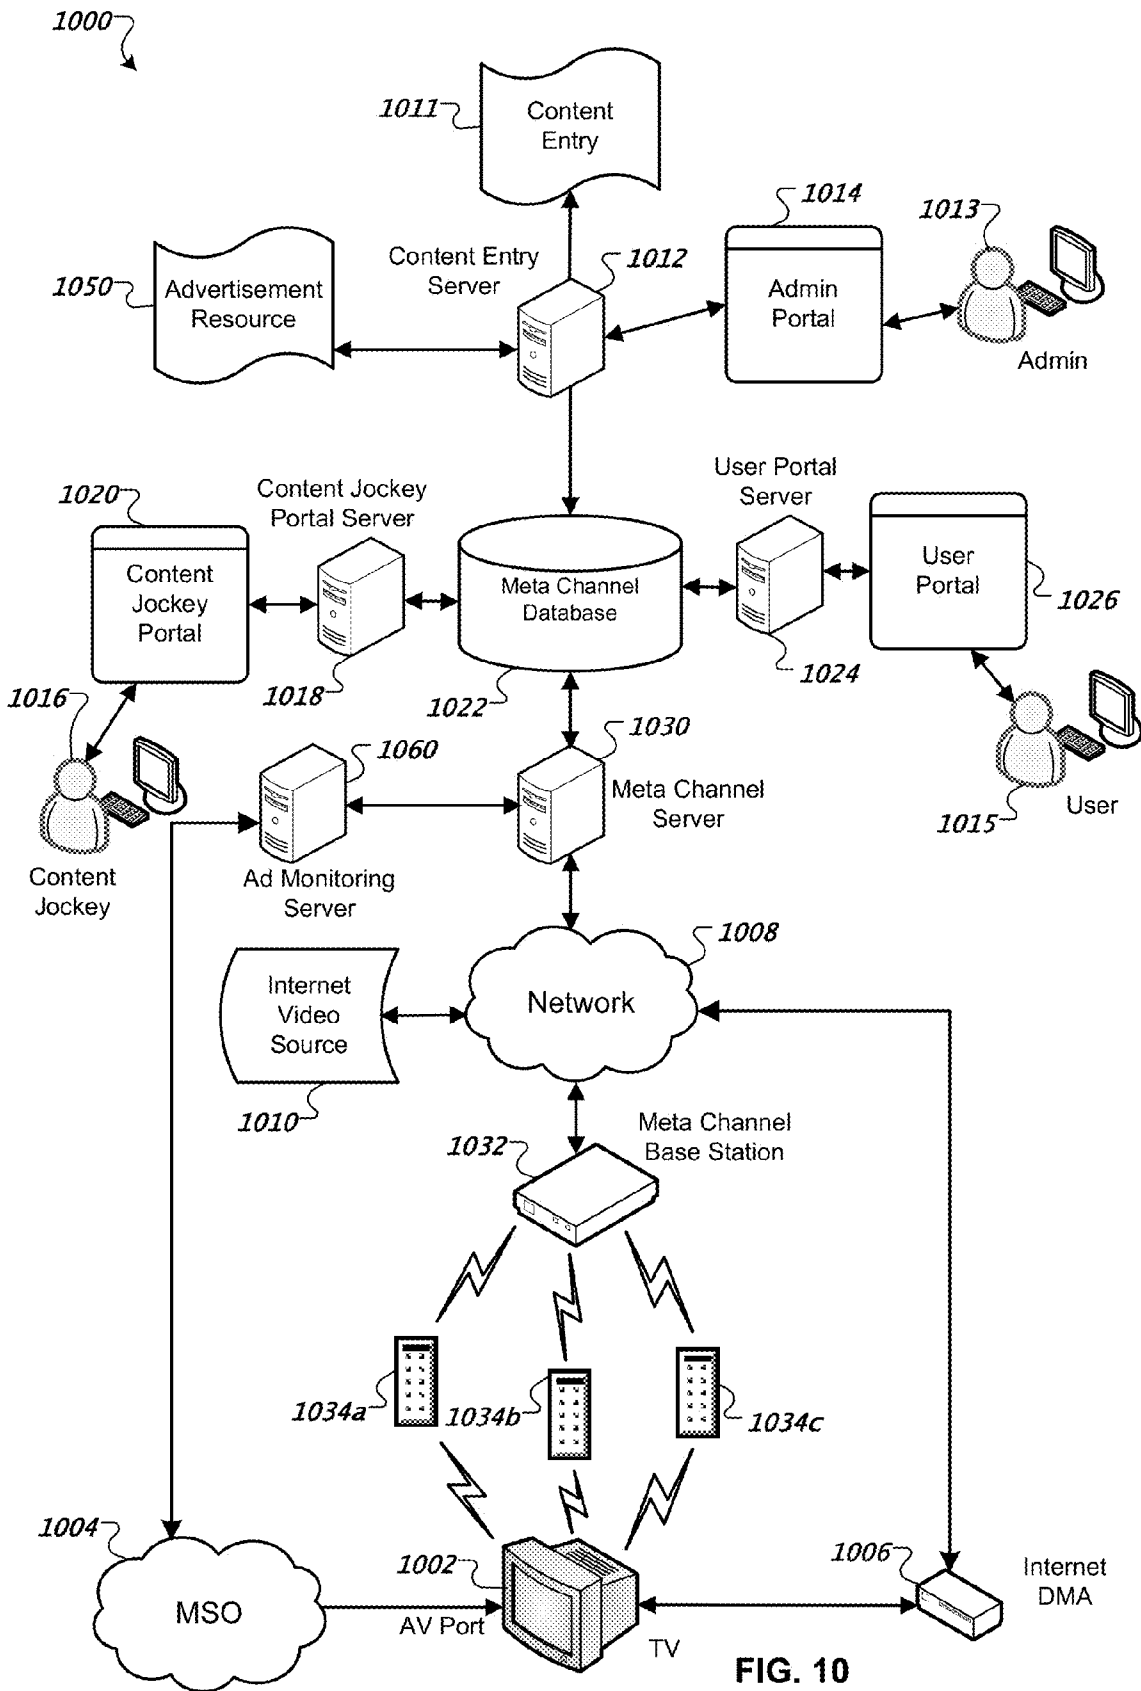 1000
1011
Content
Entry
1014
1013
1050
Advertisement
Resource
Content Entry
Server
1012
Admin
Portal
Admin
1020
Content Jockey
Portal Server
User Portal
Server
Content
Jockey
Portal
Meta Channel
Database
User
Portal
1026
1016
1018
1022
1024
1060
1030
Meta Channel
Server
1015
User
Content
Jockey
Ad Monitoring
Server
1008
Internet
Video
Source
Network
1010
Meta Channel
Base Station
1032
1034a
1034b
1034c
1004
1002
1006
Internet
DMA
MSO
AV Port
TV
FIG. 10